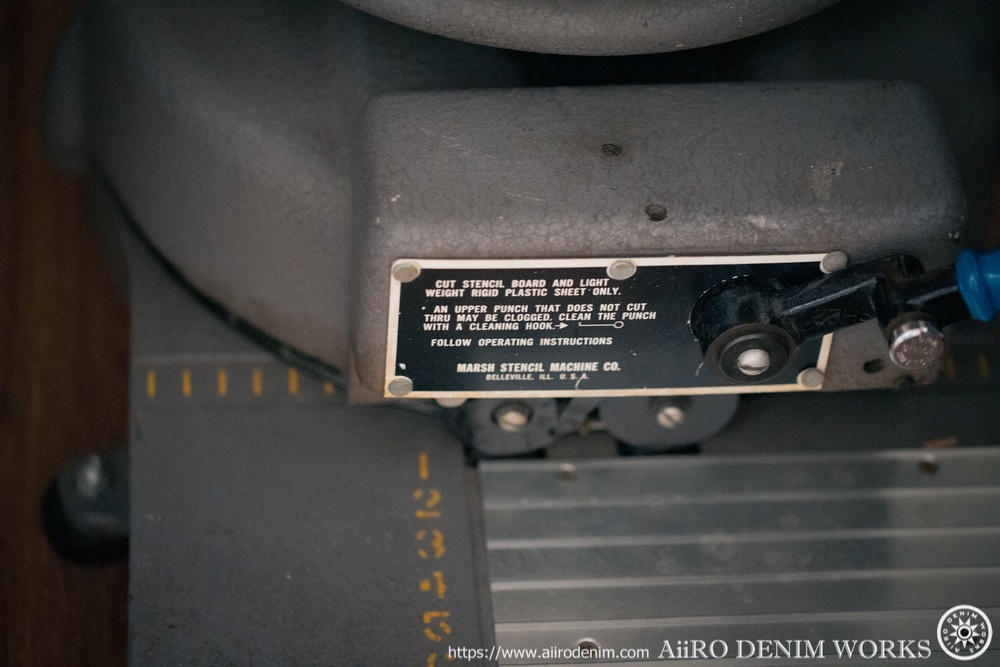 CUT STENCIL BOARD AND LIGHT
WEIGHT RIGID PLASTIC SHEET ONLY.
AN UPPER PUNCH THAT DOES NOT CUT
THRU MAY BE CLOGGED. CLEAN THE PUNCH
WITH A CLEANING HOOK.
FOLLOW OPERATING INSTRUCTIONS
MARSH STENCIL MACHINE CO.
BELLEVILLE, ILL. U.S.A.
1
2
3
4
5
https://www.aiirodenim.com AiiRO DENIM WORKS
DENIM WORKS